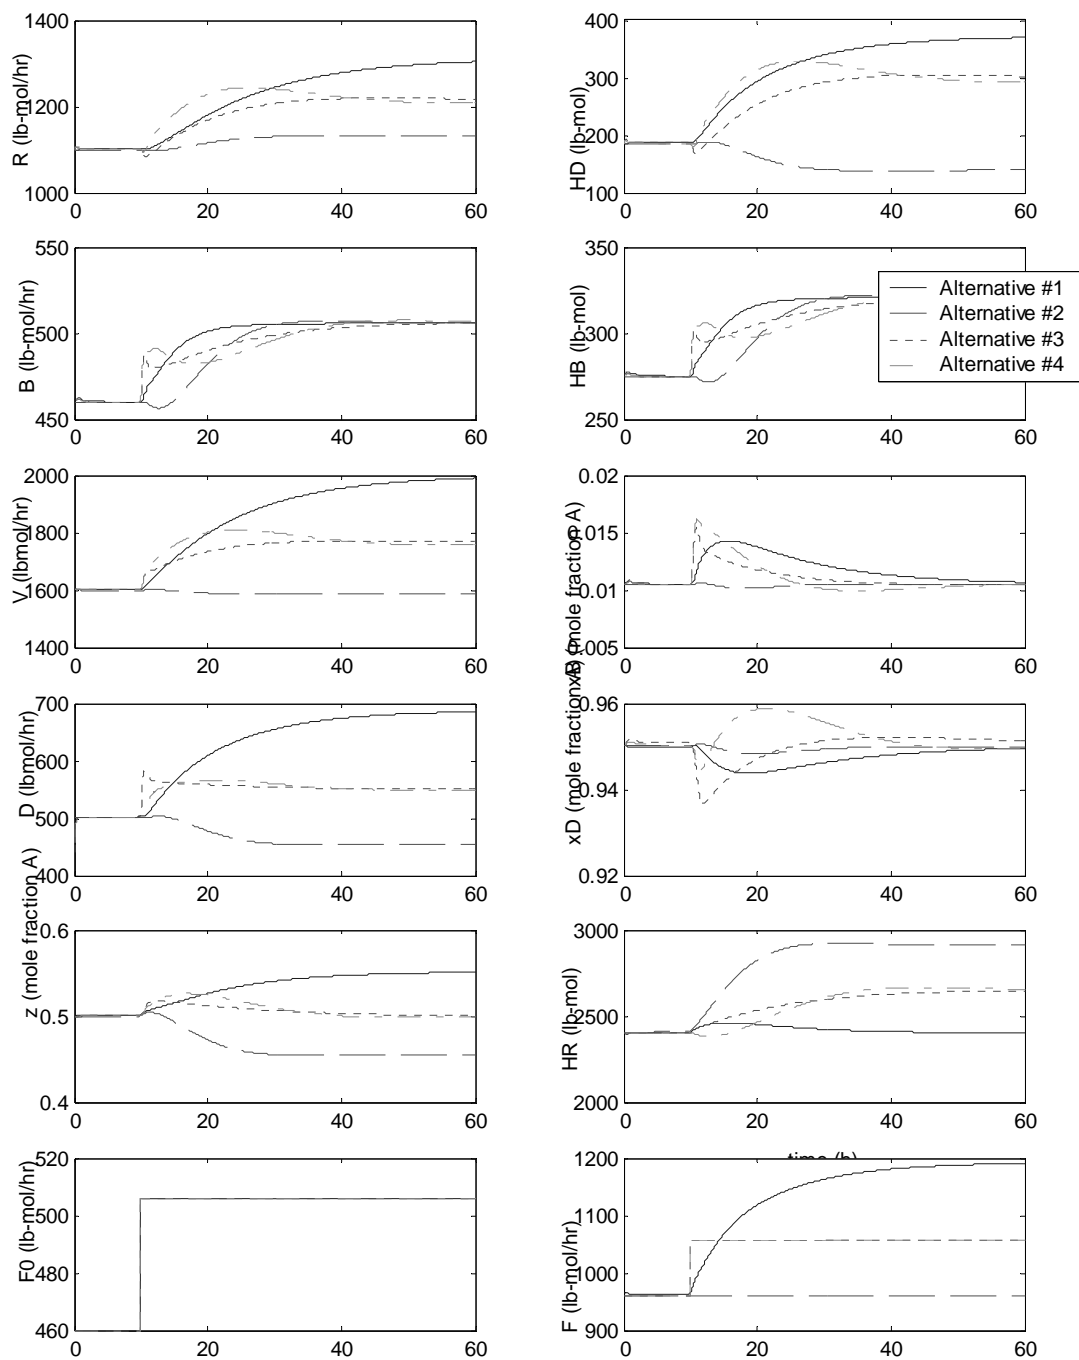 1400
1200
1000
R (lb-mol/hr)
0 20 40 60
400
300
200
100
HD (lb-mol)
0 20 40 60
550
500
450
B (lb-mol/hr)
0 20 40 60
350
300
250
HB (lb-mol)
0 20 40 60
Alternative #1
Alternative #2
Alternative #3
Alternative #4
2000
1800
1600
1400
V (lbmol/hr)
0 20 40 60
0.02
0.015
0.01
0.005
xB (mole fraction A)
0 20 40 60
700
600
500
400
D (lbmol/hr)
0 20 40 60
0.96
0.94
0.92
xD (mole fraction A)
0 20 40 60
0.6
0.5
0.4
z (mole fraction A)
0 20 40 60
3000
2500
2000
HR (lb-mol)
0 20 40 60
time (h)
520
500
480
460
F0 (lb-mol/hr)
0 20 40 60
1200
1100
1000
900
F (lb-mol/hr)
0 20 40 60